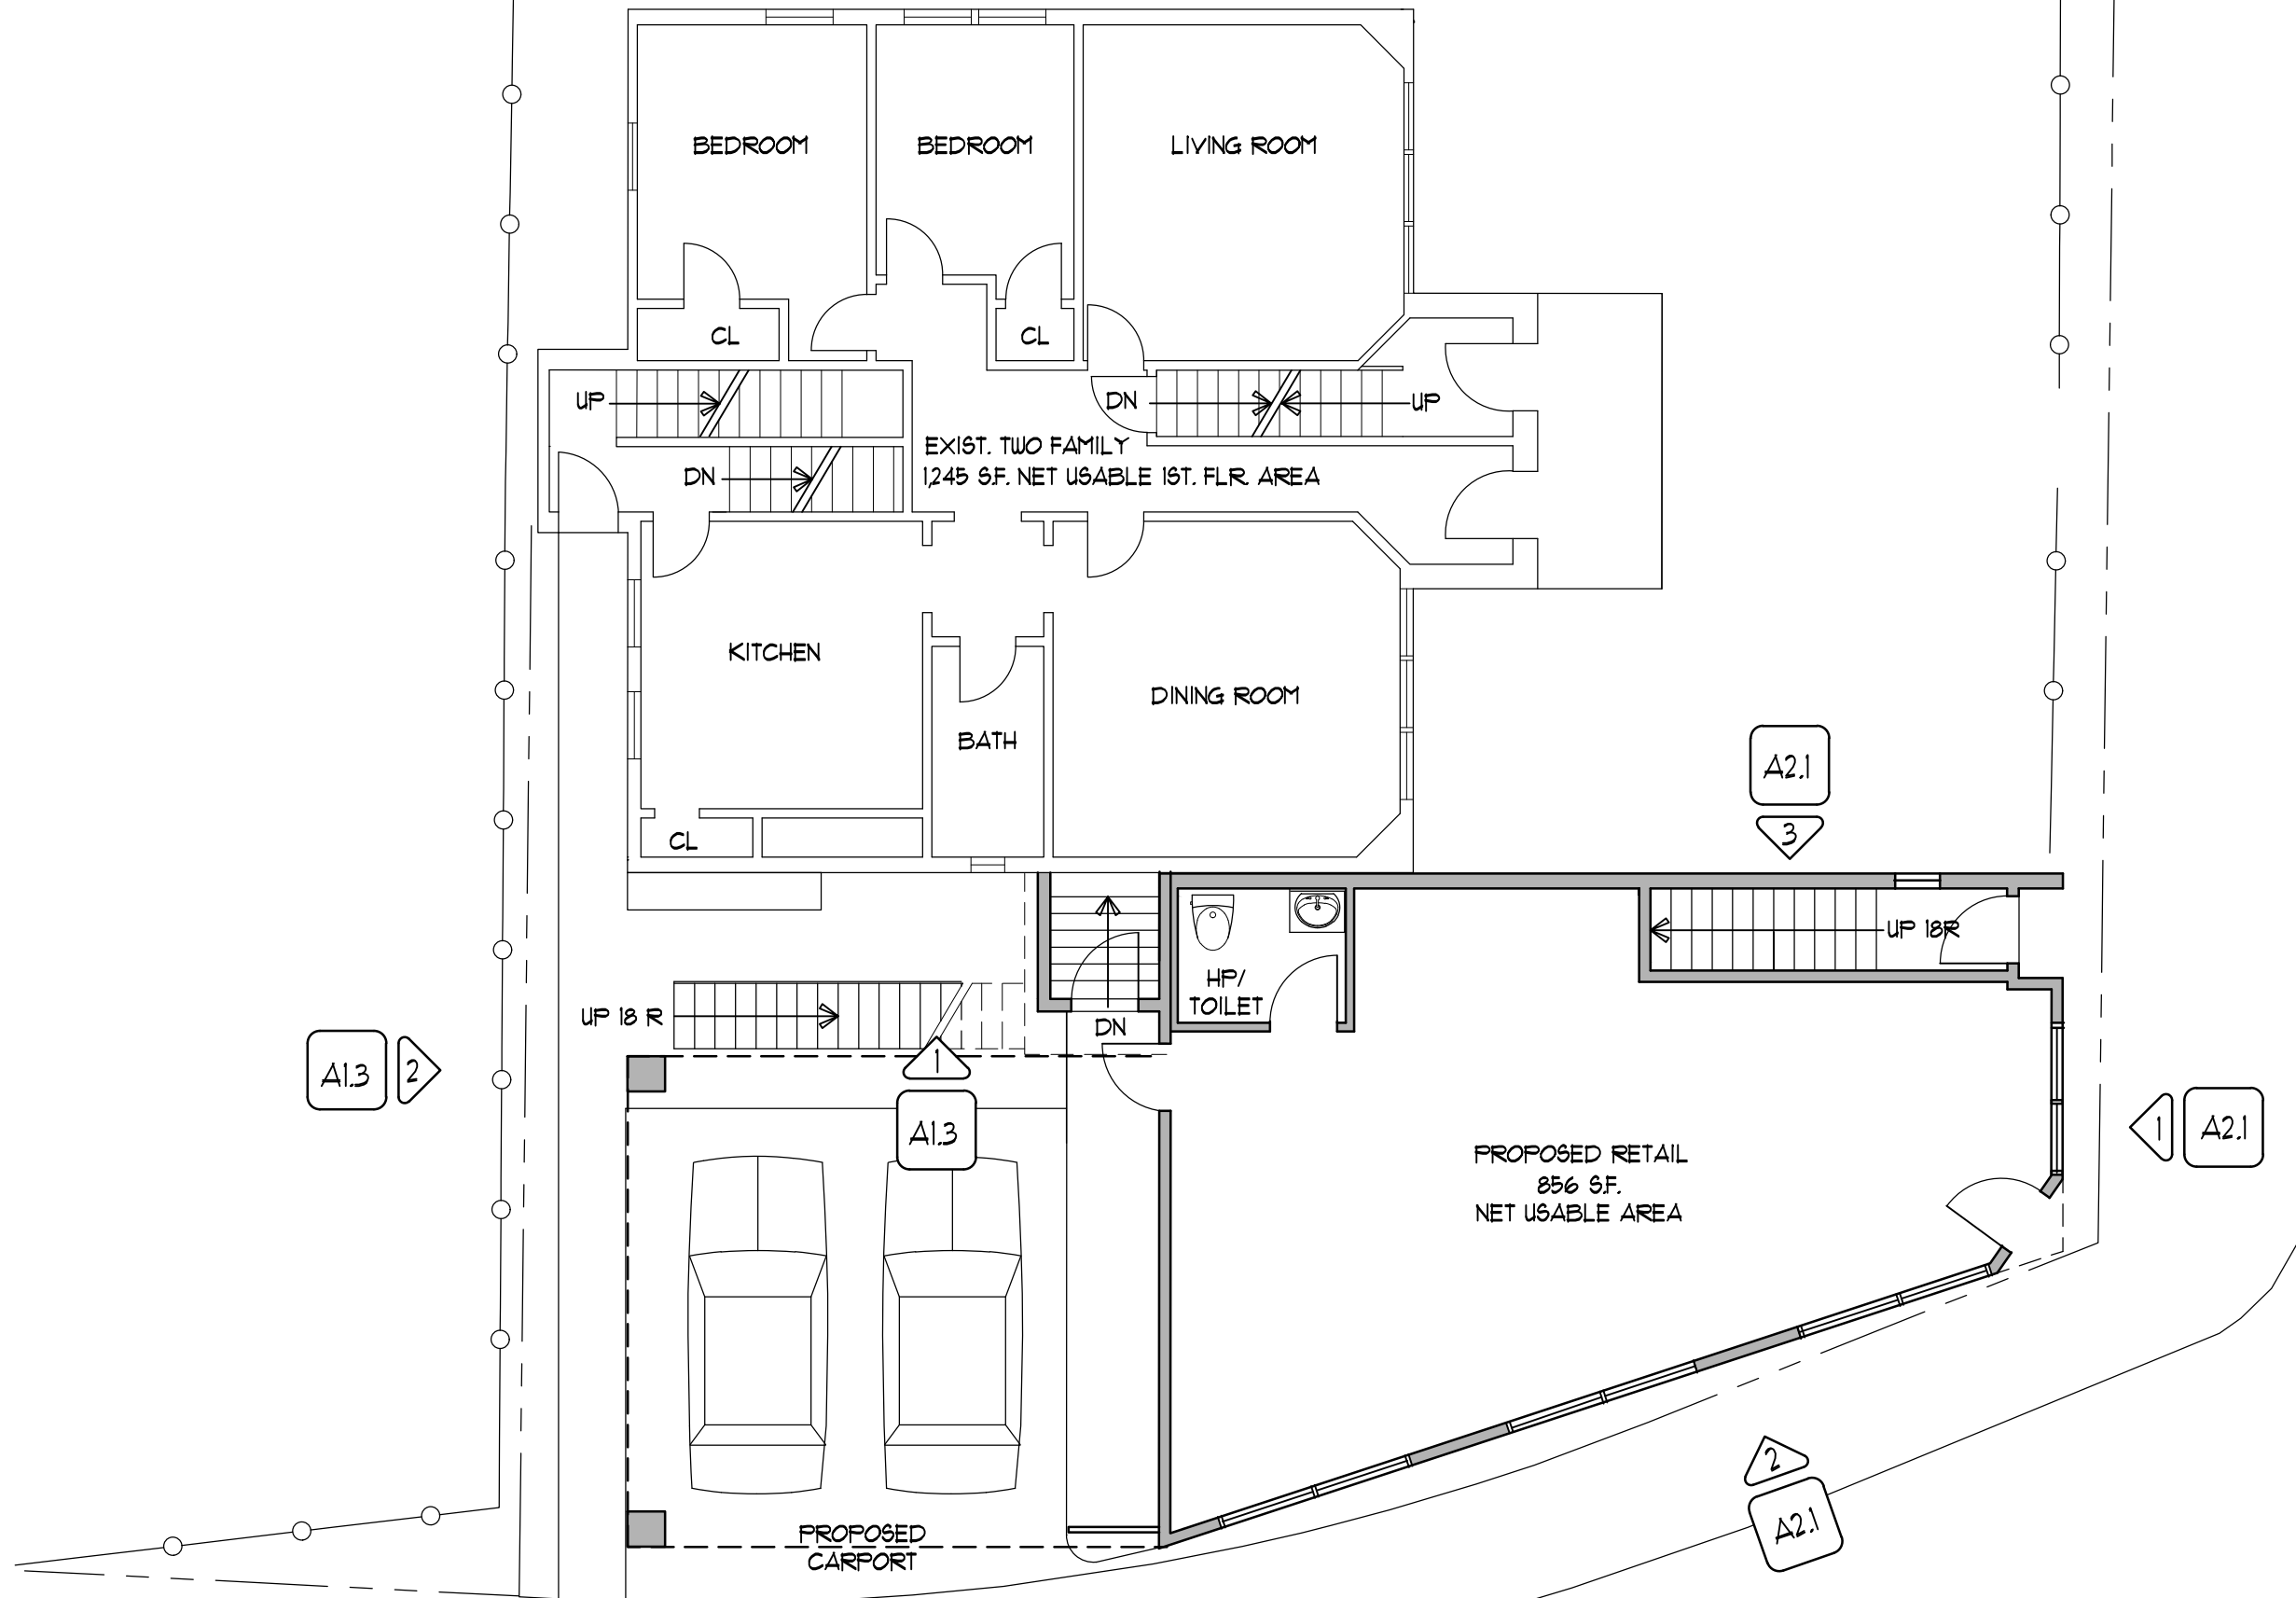 BEDROOM
BEDROOM
LIVING ROOM
CL
CL
UP
DN
UP
EXIST. TWO FAMILY
1,245 S.F. NET USABLE 1ST. FLR. AREA
DN
KITCHEN
DINING ROOM
BATH
A2.1
3
CL
UP 18R
HP/
TOILET
UP 18 R
DN
A1.3
2
1
A1.3
1
A2.1
PROPOSED RETAIL
856 S.F.
NET USABLE AREA
2
A2.1
PROPOSED
CARPORT